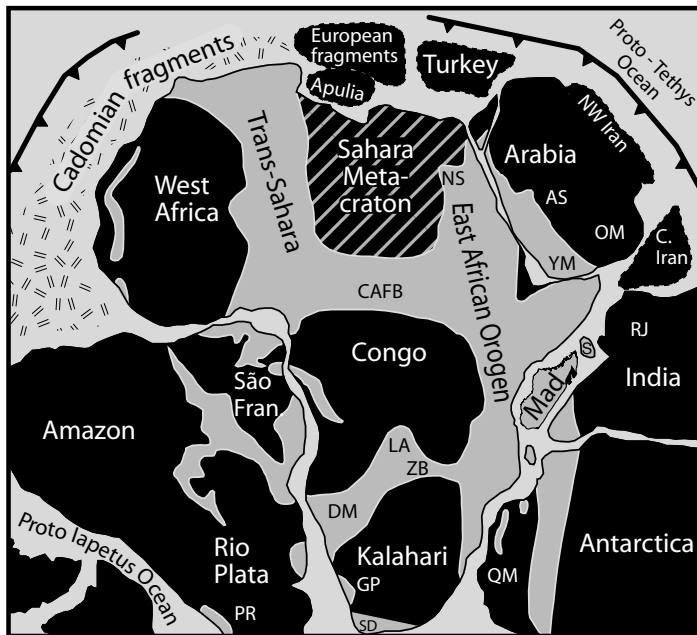 European
fragments
Turkey
Proto - Tethys
Ocean
Cadomian fragments
Apulia
NW Iran
Trans-Sahara
Sahara
Meta-
craton
Arabia
West
Africa
NS
AS
OM
C.
Iran
East African Orogen
YM
CAFB
RJ
S
Congo
São
Fran.
India
Mad
Amazon
LA
ZB
DM
Proto Iapetus Ocean
Rio
Plata
Kalahari
Antarctica
GP
QM
PR
SD